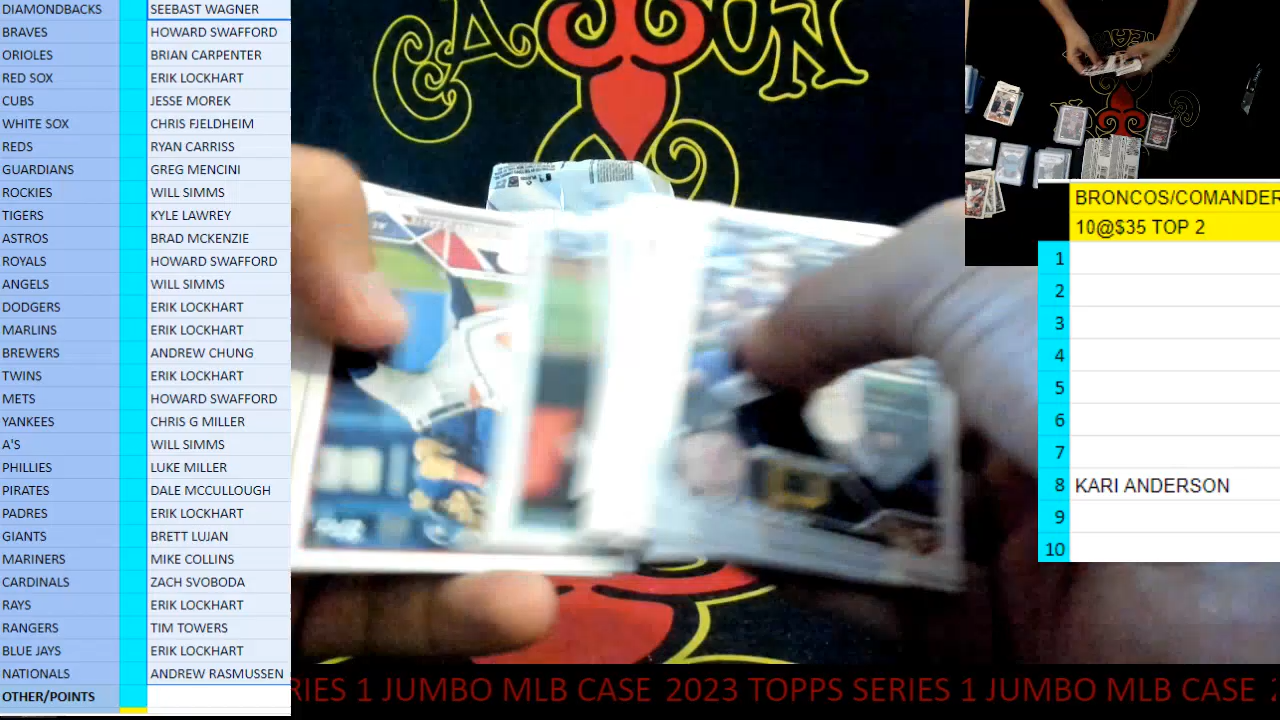 DIAMONDBACKS SEEBAST WAGNER
BRAVES HOWARD SWAFFORD
ORIOLES BRIAN CARPENTER
RED SOX ERIK LOCKHART
CUBS JESSE MOREK
WHITE SOX CHRIS FJELDHEIM
REDS RYAN CARRISS
GUARDIANS GREG MENCINI
ROCKIES WILL SIMMS
TIGERS KYLE LAWREY
ASTROS BRAD MCKENZIE
ROYALS HOWARD SWAFFORD
ANGELS WILL SIMMS
DODGERS ERIK LOCKHART
MARLINS ERIK LOCKHART
BREWERS ANDREW CHUNG
TWINS ERIK LOCKHART
METS HOWARD SWAFFORD
YANKEES CHRIS G MILLER
A'S WILL SIMMS
PHILLIES LUKE MILLER
PIRATES DALE MCCULLOUGH
PADRES ERIK LOCKHART
GIANTS BRETT LUJAN
MARINERS MIKE COLLINS
CARDINALS ZACH SVOBODA
RAYS ERIK LOCKHART
RANGERS TIM TOWERS
BLUE JAYS ERIK LOCKHART
NATIONALS ANDREW RASMUSSEN
OTHER/POINTS
BRONCOS/COMANDER
10@$35 TOP 2
1
2
3
4
5
6
7
8 KARI ANDERSON
9
10
RIES 1 JUMBO MLB CASE 2023 TOPPS SERIES 1 JUMBO MLB CASE 2